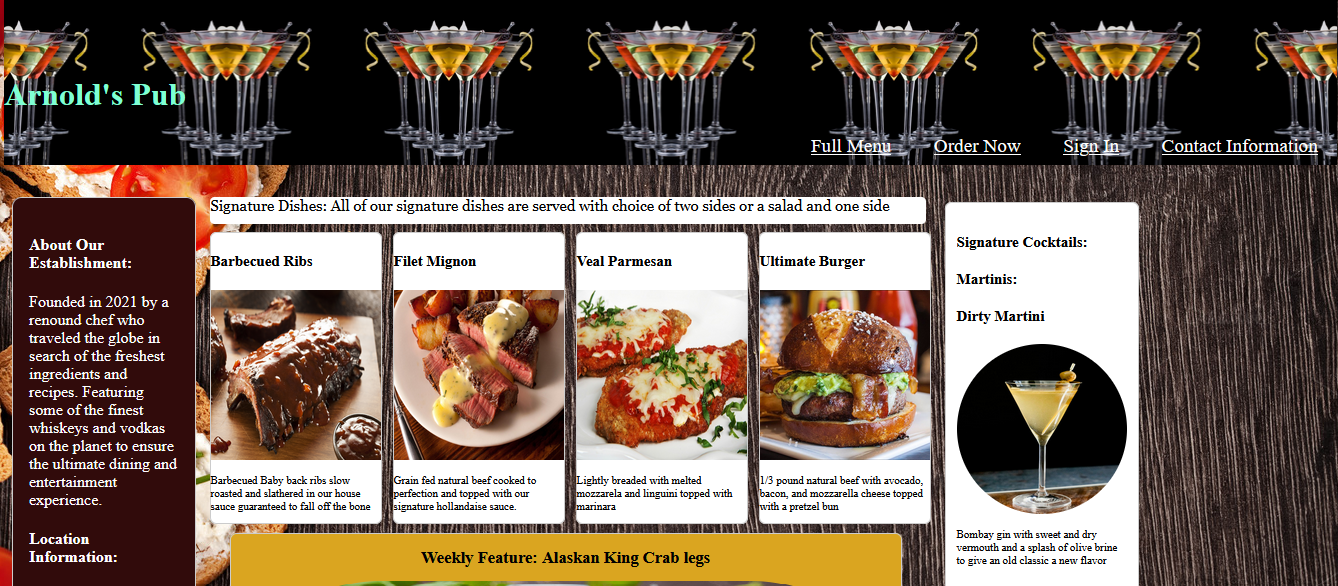 Arnold's Pub
Full Menu Order Now Sign In Contact Information
About Our
Establishment:
Founded in 2021 by a
renound chef who
traveled the globe in
search of the freshest
ingredients and
recipes. Featuring
some of the finest
whiskeys and vodkas
on the planet to ensure
the ultimate dining and
entertainment
experience.
Location
Information:
Signature Dishes: All of our signature dishes are served with choice of two sides or a salad and one side
Barbecued Ribs
Barbecued Baby back ribs slow
roasted and slathered in our house
sauce guaranteed to fall off the bone
Filet Mignon
Grain fed natural beef cooked to
perfection and topped with our
signature hollandaise sauce.
Veal Parmesan
Lightly breaded with melted
mozzarela and linguini topped with
marinara
Ultimate Burger
1/3 pound natural beef with avocado,
bacon, and mozzarella cheese topped
with a pretzel bun
Weekly Feature: Alaskan King Crab legs
Signature Cocktails:
Martinis:
Dirty Martini
Bombay gin with sweet and dry
vermouth and a splash of olive brine
to give an old classic a new flavor